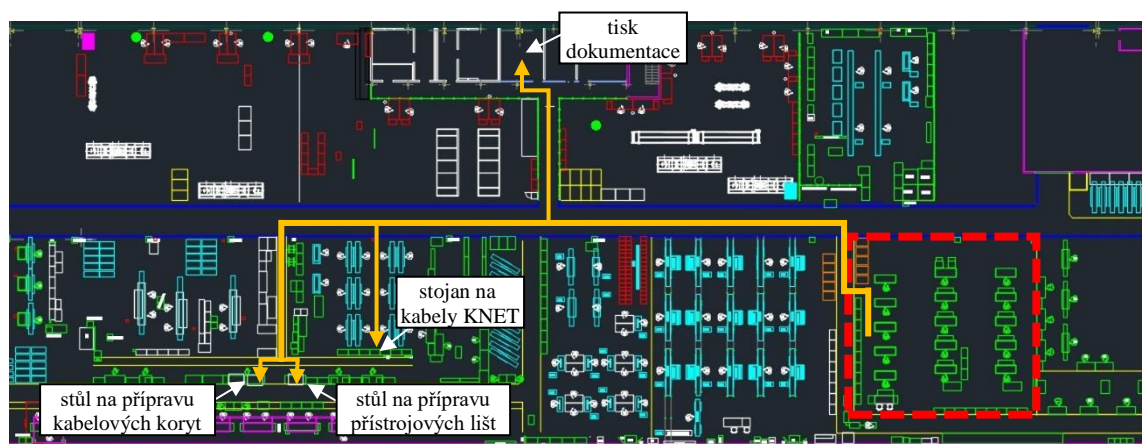 tisk
dokumentace
stojan na
kabely KNET
stůl na přípravu
kabelových koryt
stůl na přípravu
přístrojových lišt